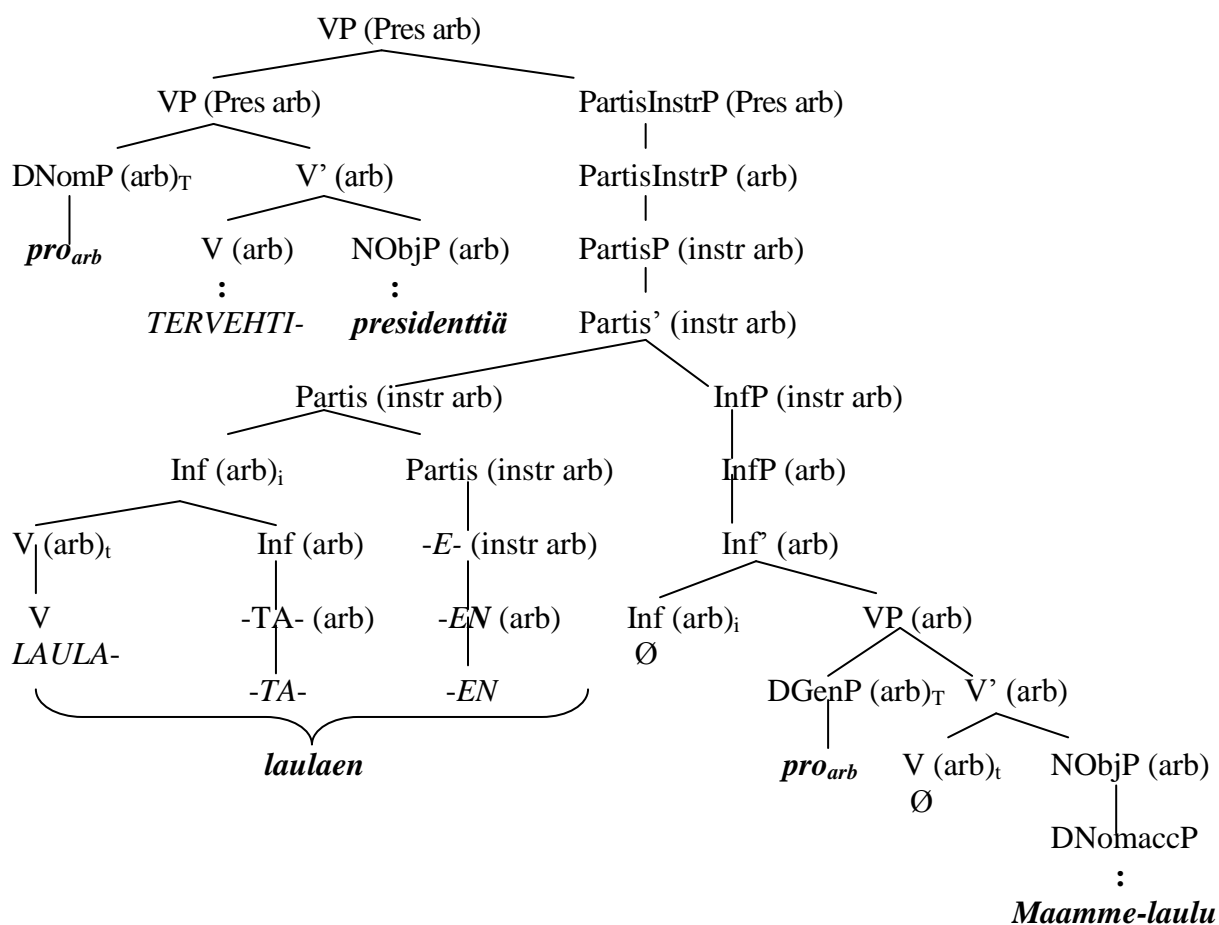 VP (Pres arb)
VP (Pres arb) PartisInstrP (Pres arb)
DNomP (arb)T V’ (arb) PartisInstrP (arb)
pro arb V (arb) NObjP (arb) PartisP (instr arb)
: :
TERVEHTI- presidenttiä Partis’ (instr arb)
Partis (instr arb) InfP (instr arb)
Inf (arb)i Partis (instr arb) InfP (arb)
V (arb)t Inf (arb) -E- (instr arb) Inf’ (arb)
V -TA- (arb) -EN (arb) Inf (arb)i VP (arb)
LAULA- Ø
-TA- -EN DGenP (arb)T V’ (arb)
laulaen pro arb V (arb)t NObjP (arb)
Ø
DNomaccP
:
Maamme-laulu